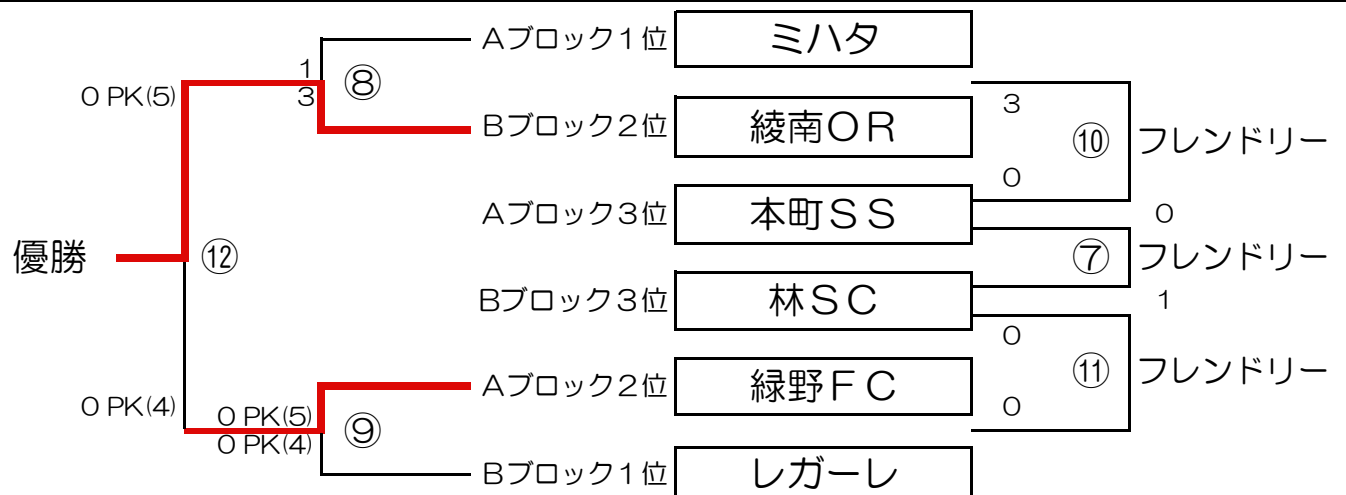 Aブロック1位 ミハタ
1 ⑧
0 PK(5) 3
Bブロック2位 綾南OR
3 ⑩ フレンドリー
0
Aブロック3位 本町SS
0
優勝 ⑫ ⑦ フレンドリー
Bブロック3位 林SC
1
0
Aブロック2位 緑野FC
⑪ フレンドリー
0 PK(4) 0 PK(5) 0
0 PK(4) ⑨
Bブロック1位 レガーレ